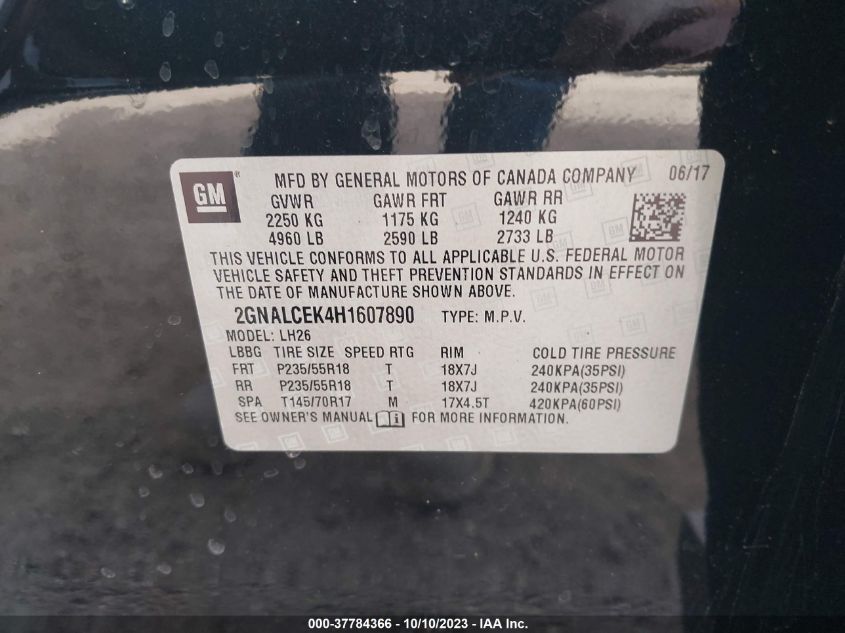 GM ® MFD BY GENERAL MOTORS OF CANADA COMPANY 06/17
GVWR GAWR FRT GAWR RR
2250 KG 1175 KG 1240 KG
4960 LB 2590 LB 2733 LB
THIS VEHICLE CONFORMS TO ALL APPLICABLE U.S. FEDERAL MOTOR
VEHICLE SAFETY AND THEFT PREVENTION STANDARDS IN EFFECT ON
THE DATE OF MANUFACTURE SHOWN ABOVE.
2GNALCEK4H1607890 TYPE: M.P.V.
MODEL: LH26
LBBG TIRE SIZE SPEED RTG RIM COLD TIRE PRESSURE
FRT P235/55R18 T 18X7J 240KPA(35PSI)
RR P235/55R18 T 18X7J 240KPA(35PSI)
SPA T145/70R17 M 17X4.5T 420KPA(60PSI)
SEE OWNER'S MANUAL FOR MORE INFORMATION.
000-37784366 - 10/10/2023 - IAA Inc.